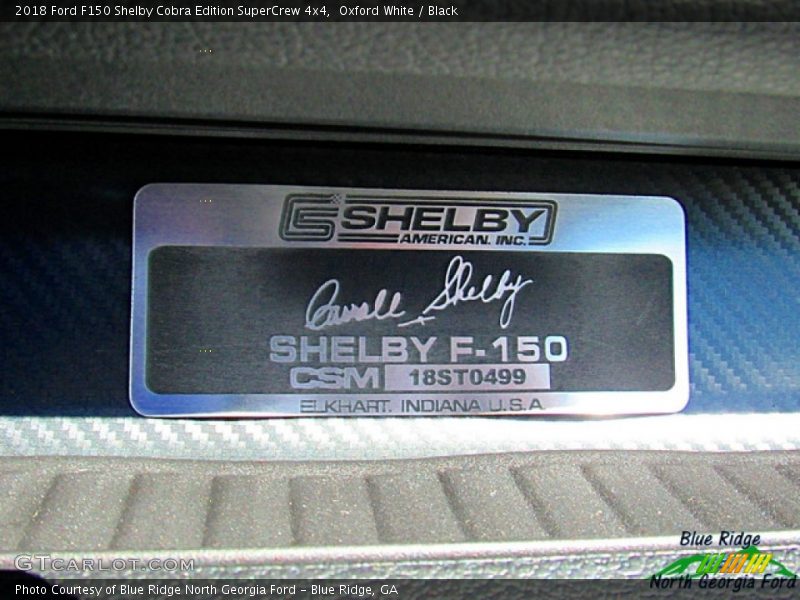 2018 Ford F150 Shelby Cobra Edition SuperCrew 4x4,  Oxford White / Black
CS SHELBY
AMERICAN, INC.
Carroll Shelby
SHELBY F-150
CSM 18ST0499
ELKHART, INDIANA U.S.A
GTCARLOT.COM
Blue Ridge
North Georgia Ford
Photo Courtesy of Blue Ridge North Georgia Ford – Blue Ridge, GA